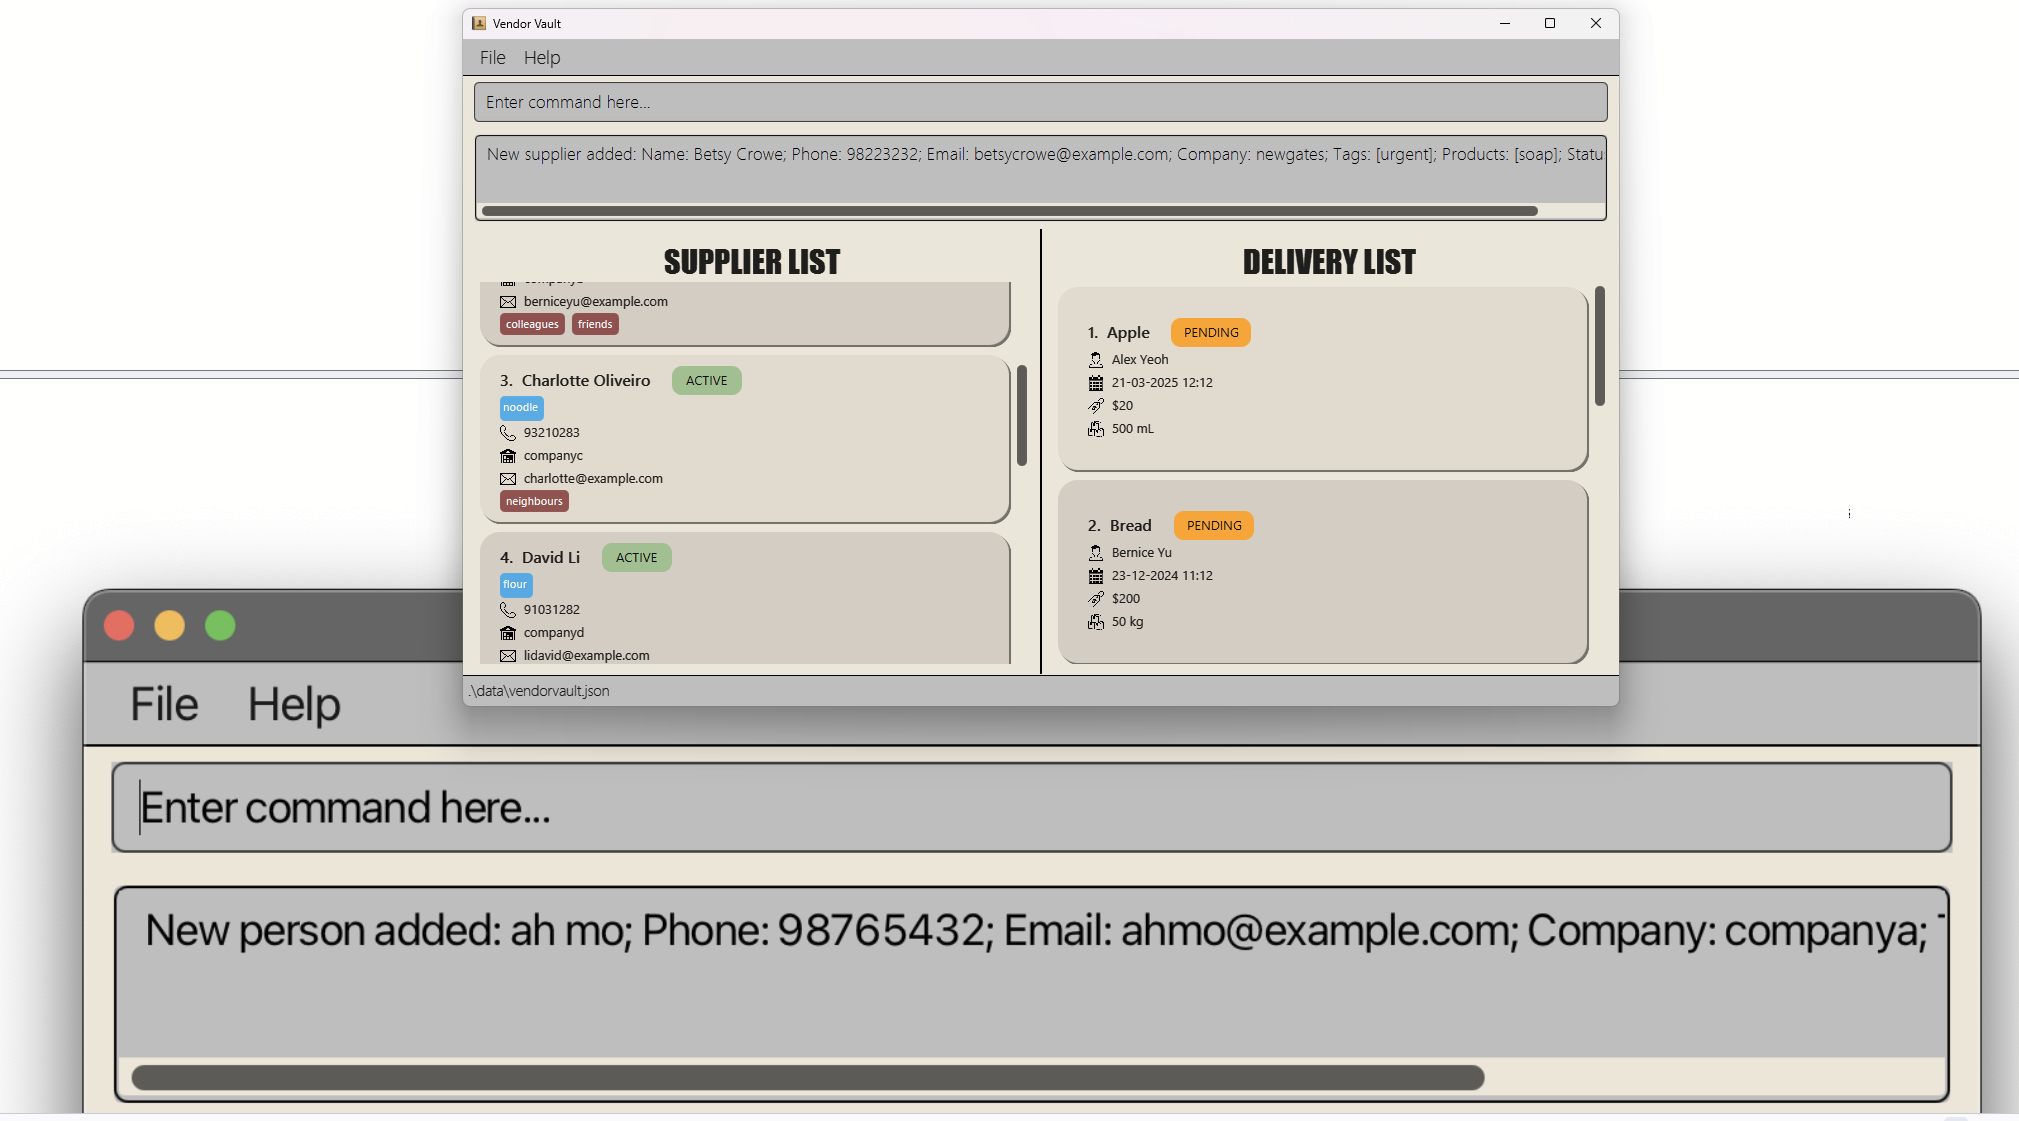 Vendor Vault
File Help
Enter command here...
New supplier added: Name: Betsy Crowe; Phone: 98223232; Email: betsycrowe@example.com; Company: newgates; Tags: [urgent]; Products: [soap]; Statu
SUPPLIER LIST
berniceyu@example.com
colleagues friends
3. Charlotte Oliveiro ACTIVE
noodle
93210283
companyc
charlotte@example.com
neighbours
4. David Li ACTIVE
flour
91031282
companyd
lidavid@example.com
DELIVERY LIST
1. Apple PENDING
Alex Yeoh
21-03-2025 12:12
$20
500 mL
2. Bread PENDING
Bernice Yu
23-12-2024 11:12
$200
50 kg
.\data\vendorvault.json
File Help
Enter command here...
New person added: ah mo; Phone: 98765432; Email: ahmo@example.com; Company: companya;